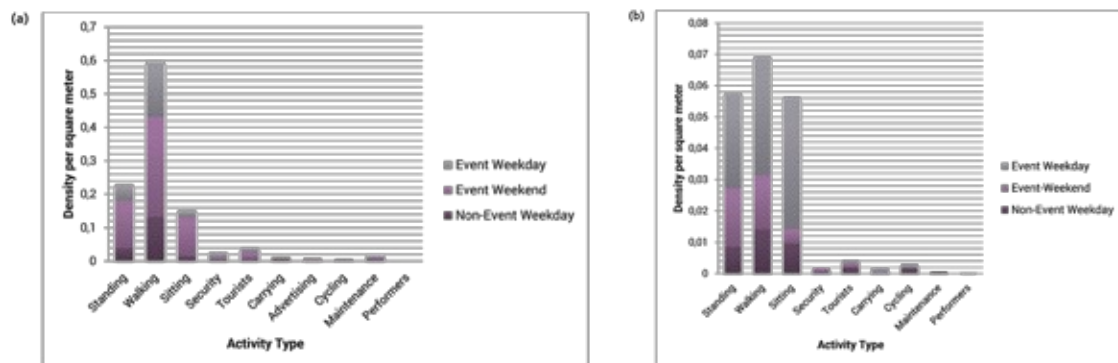 (a)
0,7
0,6
0,5
0,4
0,3
0,2
0,1
0
Density per square meter
Standing
Walking
Sitting
Security
Tourists
Carrying
Advertising
Cycling
Maintenance
Performers
Activity Type
Event Weekday
Event Weekend
Non-Event Weekday
(b)
0,08
0,07
0,06
0,05
0,04
0,03
0,02
0,01
0
Density per square meter
Standing
Walking
Sitting
Security
Tourists
Carrying
Cycling
Maintenance
Performers
Activity Type
Event Weekday
Event-Weekend
Non-Event Weekday